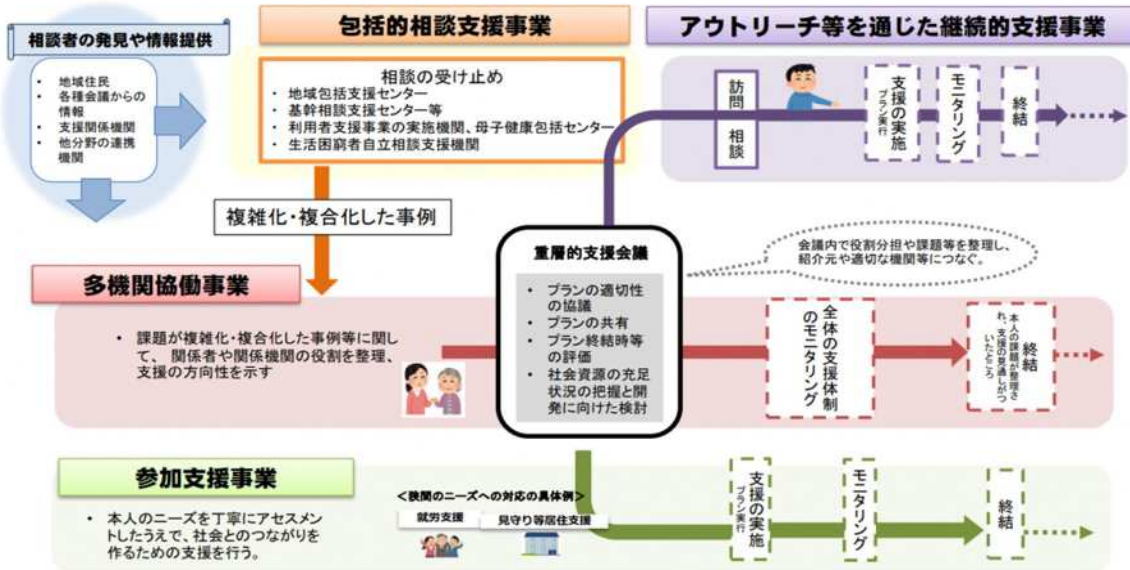 相談者の発見や情報提供
・ 地域住民
・ 各種会議からの
情報
・ 支援関係機関
・ 他分野の連携
機関
包括的相談支援事業
相談の受け止め
・ 地域包括支援センター
・ 基幹相談支援センター等
・ 利用者支援事業の実施機関、母子健康包括センター
・ 生活困窮者自立相談支援機関
アウトリーチ等を通じた継続的支援事業
訪問 相談
支援の実施
プラン実行
モニタリング
終結
複雑化・複合化した事例
重層的支援会議
・ プランの適切性
の協議
・ プランの共有
・ プラン終結時等
の評価
・ 社会資源の充足
状況の把握と開
発に向けた検討
会議内で役割分担や課題等を整理し、
紹介元や適切な機関等につなぐ。
多機関協働事業
・ 課題が複雑化・複合化した事例等に関し
て、 関係者や関係機関の役割を整理、
支援の方向性を示す
全体の支援体制
のモニタリング
終結
本人の課題が整理さ
れ、支援の見通しがつ
いたところ
参加支援事業
・ 本人のニーズを丁寧にアセスメン
トしたうえで、社会とのつながりを
作るための支援を行う。
<狭間のニーズへの対応の具体例>
就労支援
見守り等居住支援
支援の実施
プラン実行
モニタリング
終結